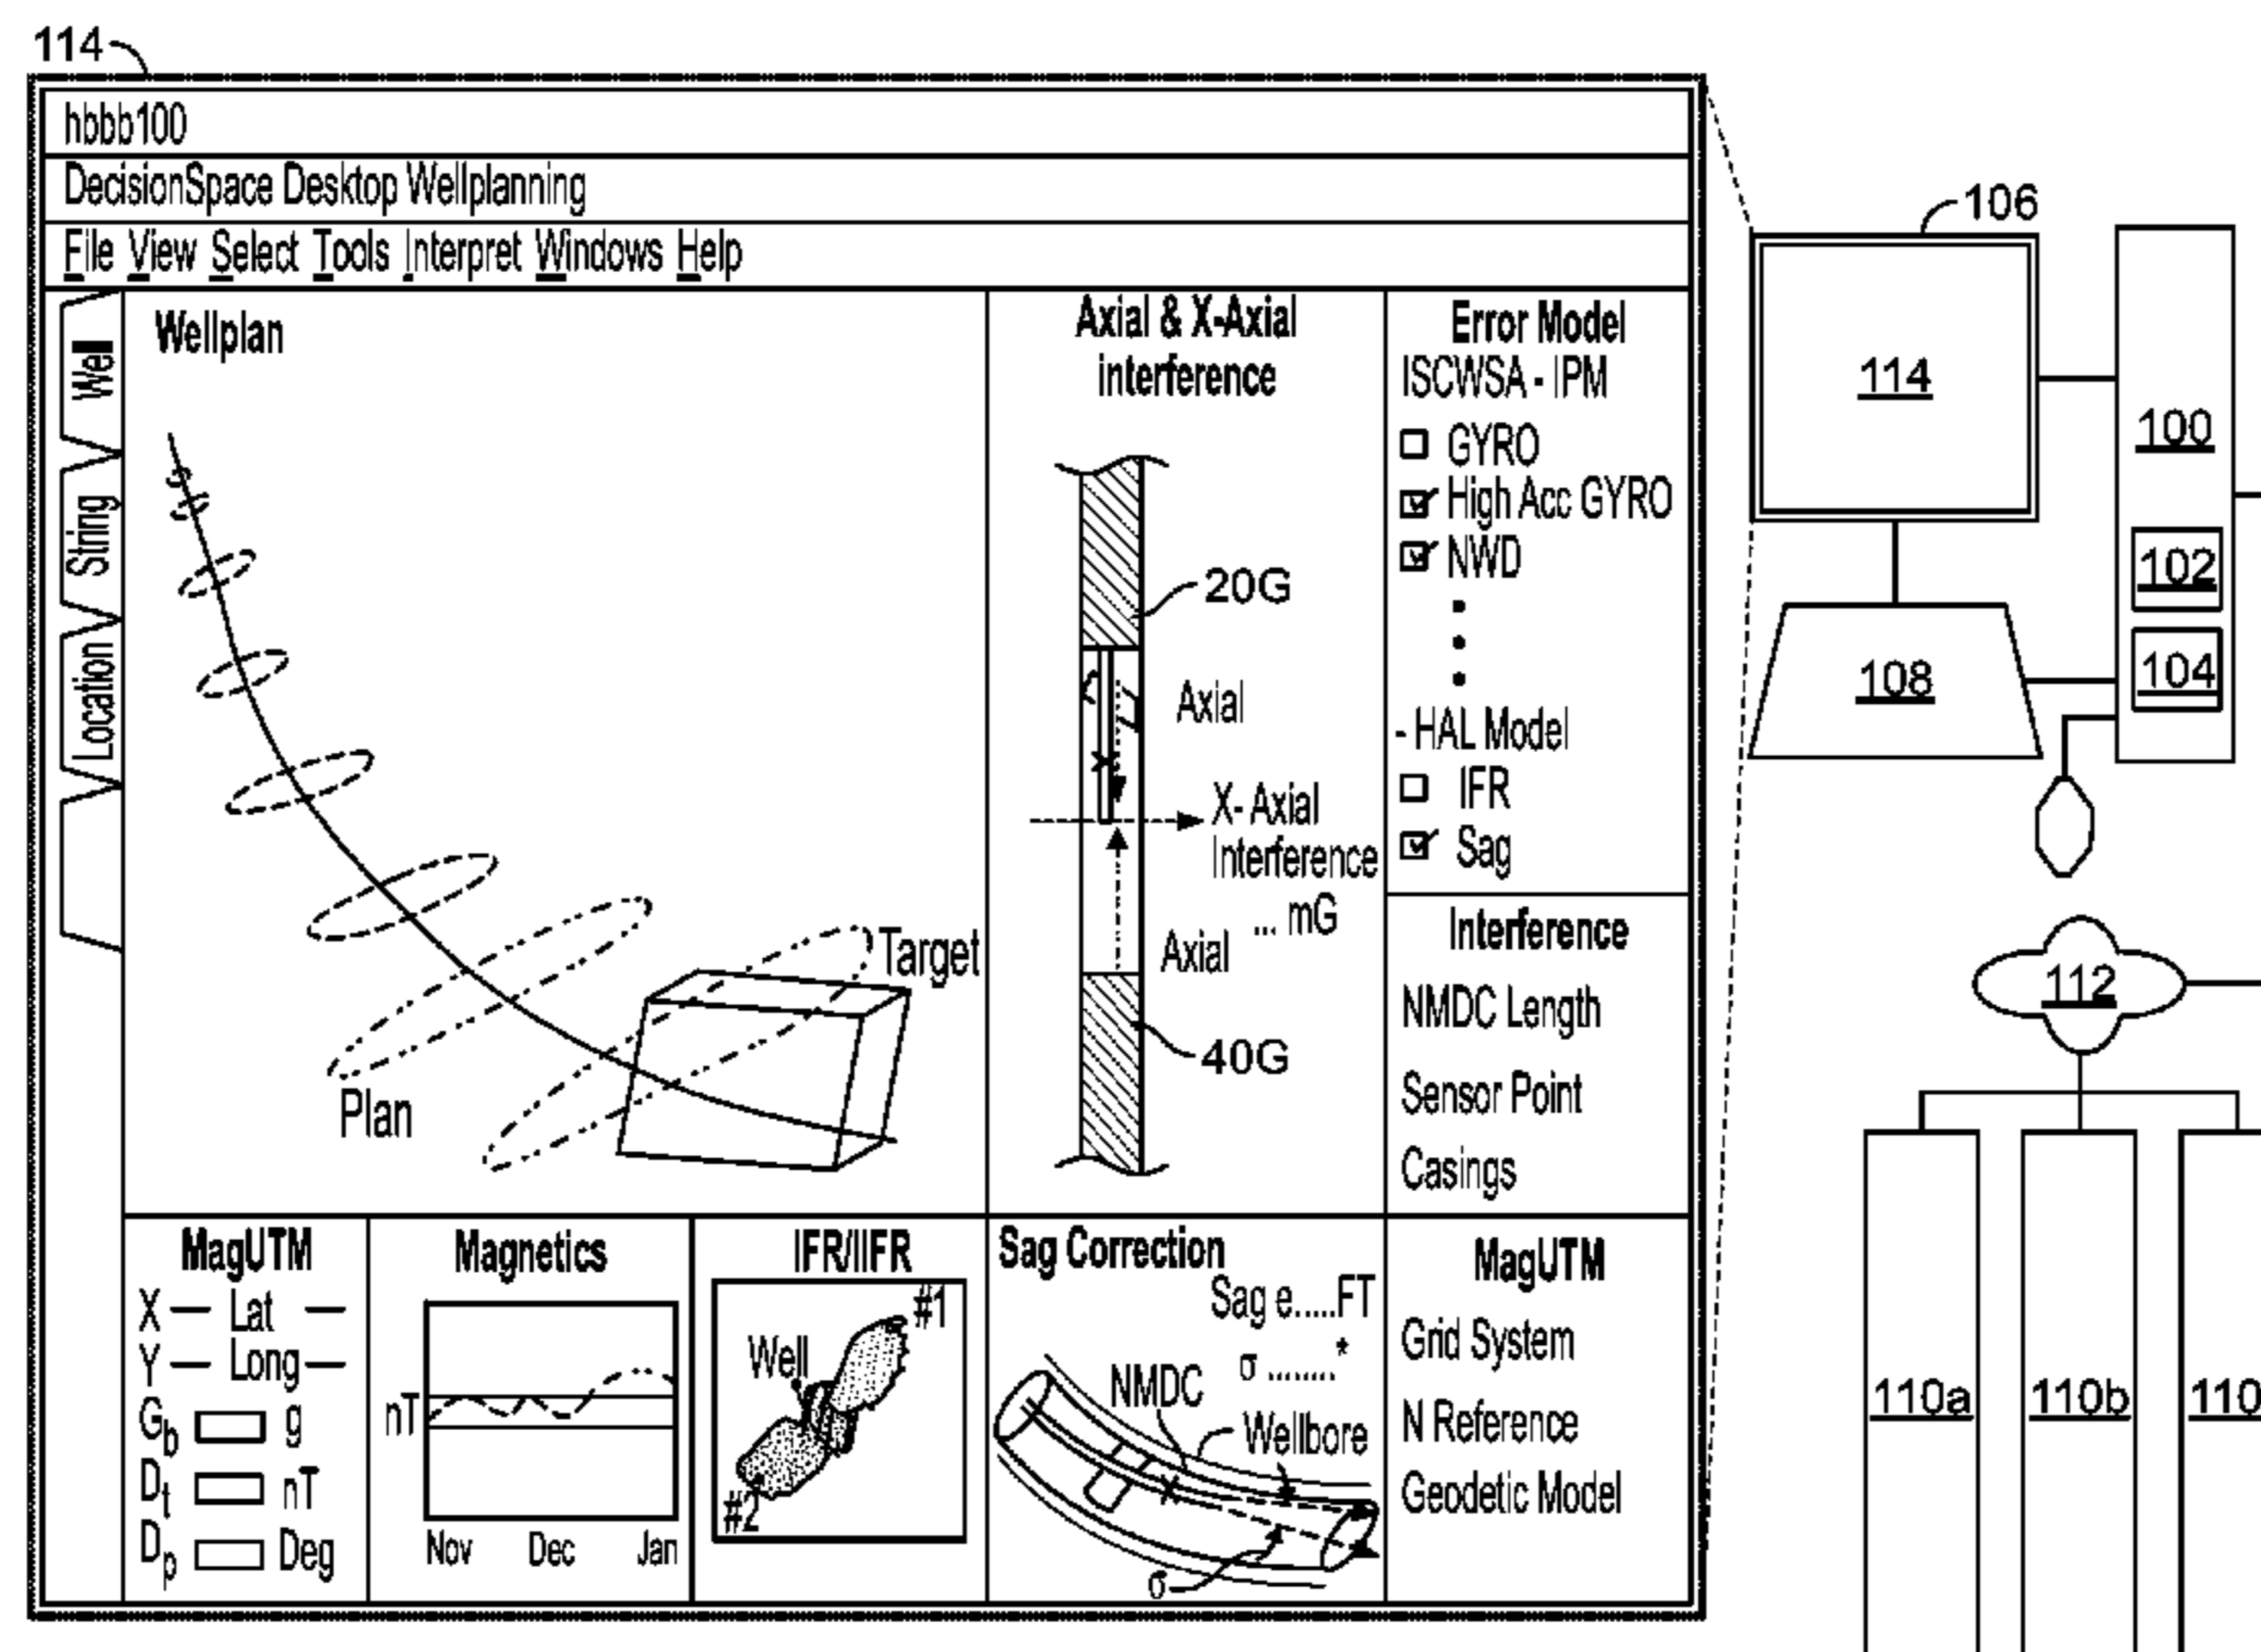 114
hbbb100
DecisionSpace Desktop Wellplanning
File View Select Tools Interpret Windows Help
Well
String
Location
Wellplan
Target
Plan
Axial & X-Axial
interference
20G
Axial
X-Axial
Interference
... mG
Axial
40G
Error Model
ISCWSA - IPM
GYRO
High Acc GYRO
NWD
- HAL Model
IFR
Sag
Interference
NMDC Length
Sensor Point
Casings
MagUTM
X — Lat —
Y — Long —
Gb g
Dt nT
Dp Deg
Magnetics
nT
Nov Dec Jan
IFR/IIFR
#1
Well
#2
Sag Correction
Sag e.....FT
σ ........*
NMDC
Wellbore
σ
MagUTM
Grid System
N Reference
Geodetic Model
106
114
100
102
104
108
112
110a
110b
110